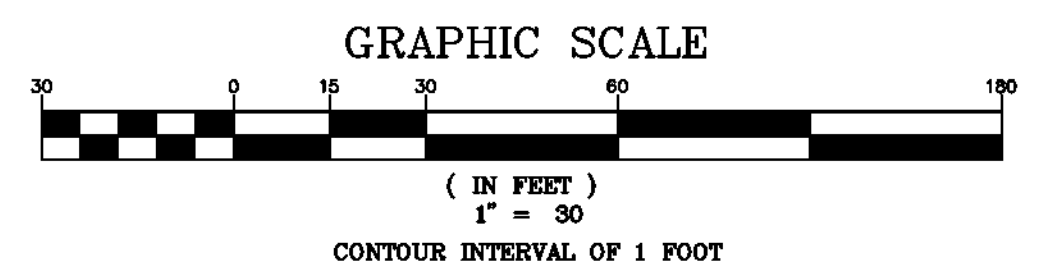 GRAPHIC SCALE
30 0 15 30 60 180
( IN FEET )
1" = 30
CONTOUR INTERVAL OF 1 FOOT